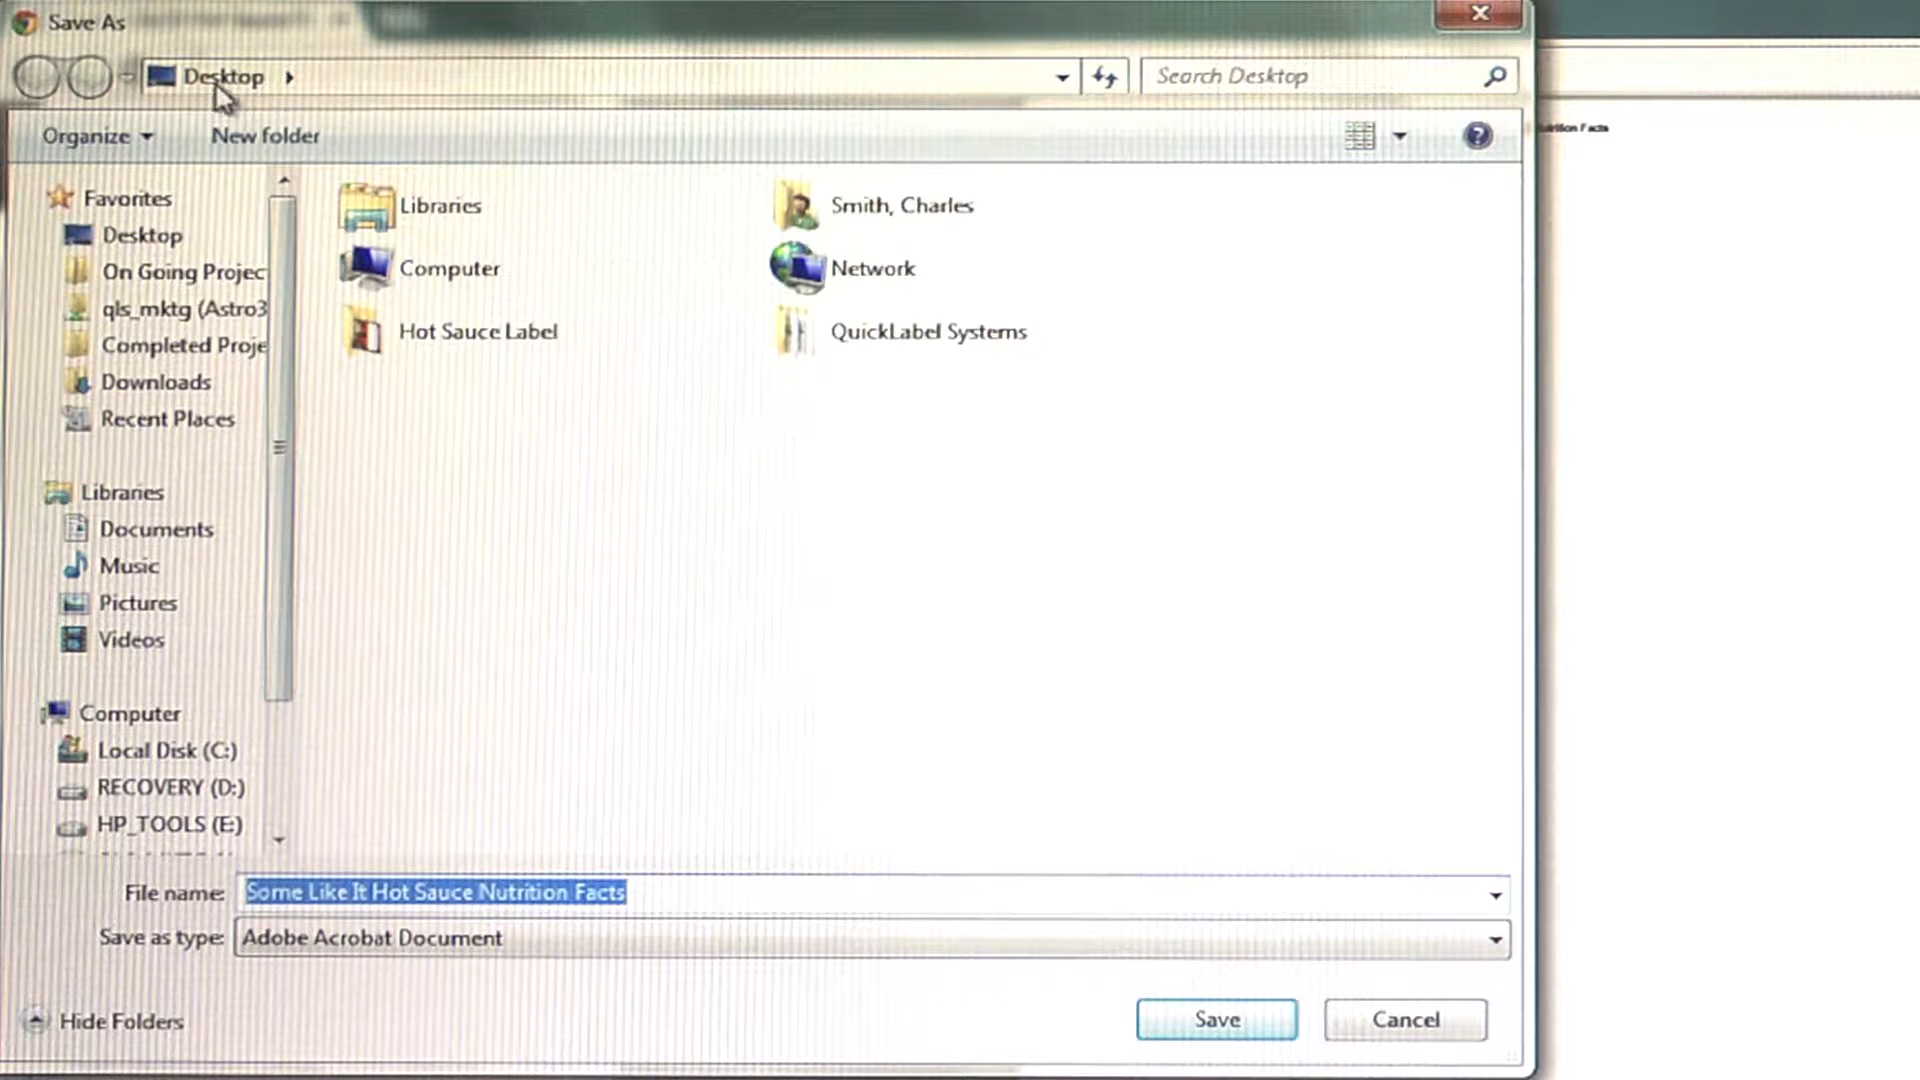 Save As
Desktop
Search Desktop
Organize
New folder
Favorites
Desktop
On Going Projec
qls_mktg (Astro3
Completed Proje
Downloads
Recent Places
Libraries
Documents
Music
Pictures
Videos
Computer
Local Disk (C:)
RECOVERY (D:)
HP_TOOLS (E:)
Libraries
Smith, Charles
Computer
Network
Hot Sauce Label
QuickLabel Systems
File name: Some Like It Hot Sauce Nutrition Facts
Save as type: Adobe Acrobat Document
Hide Folders
Save
Cancel
Facts